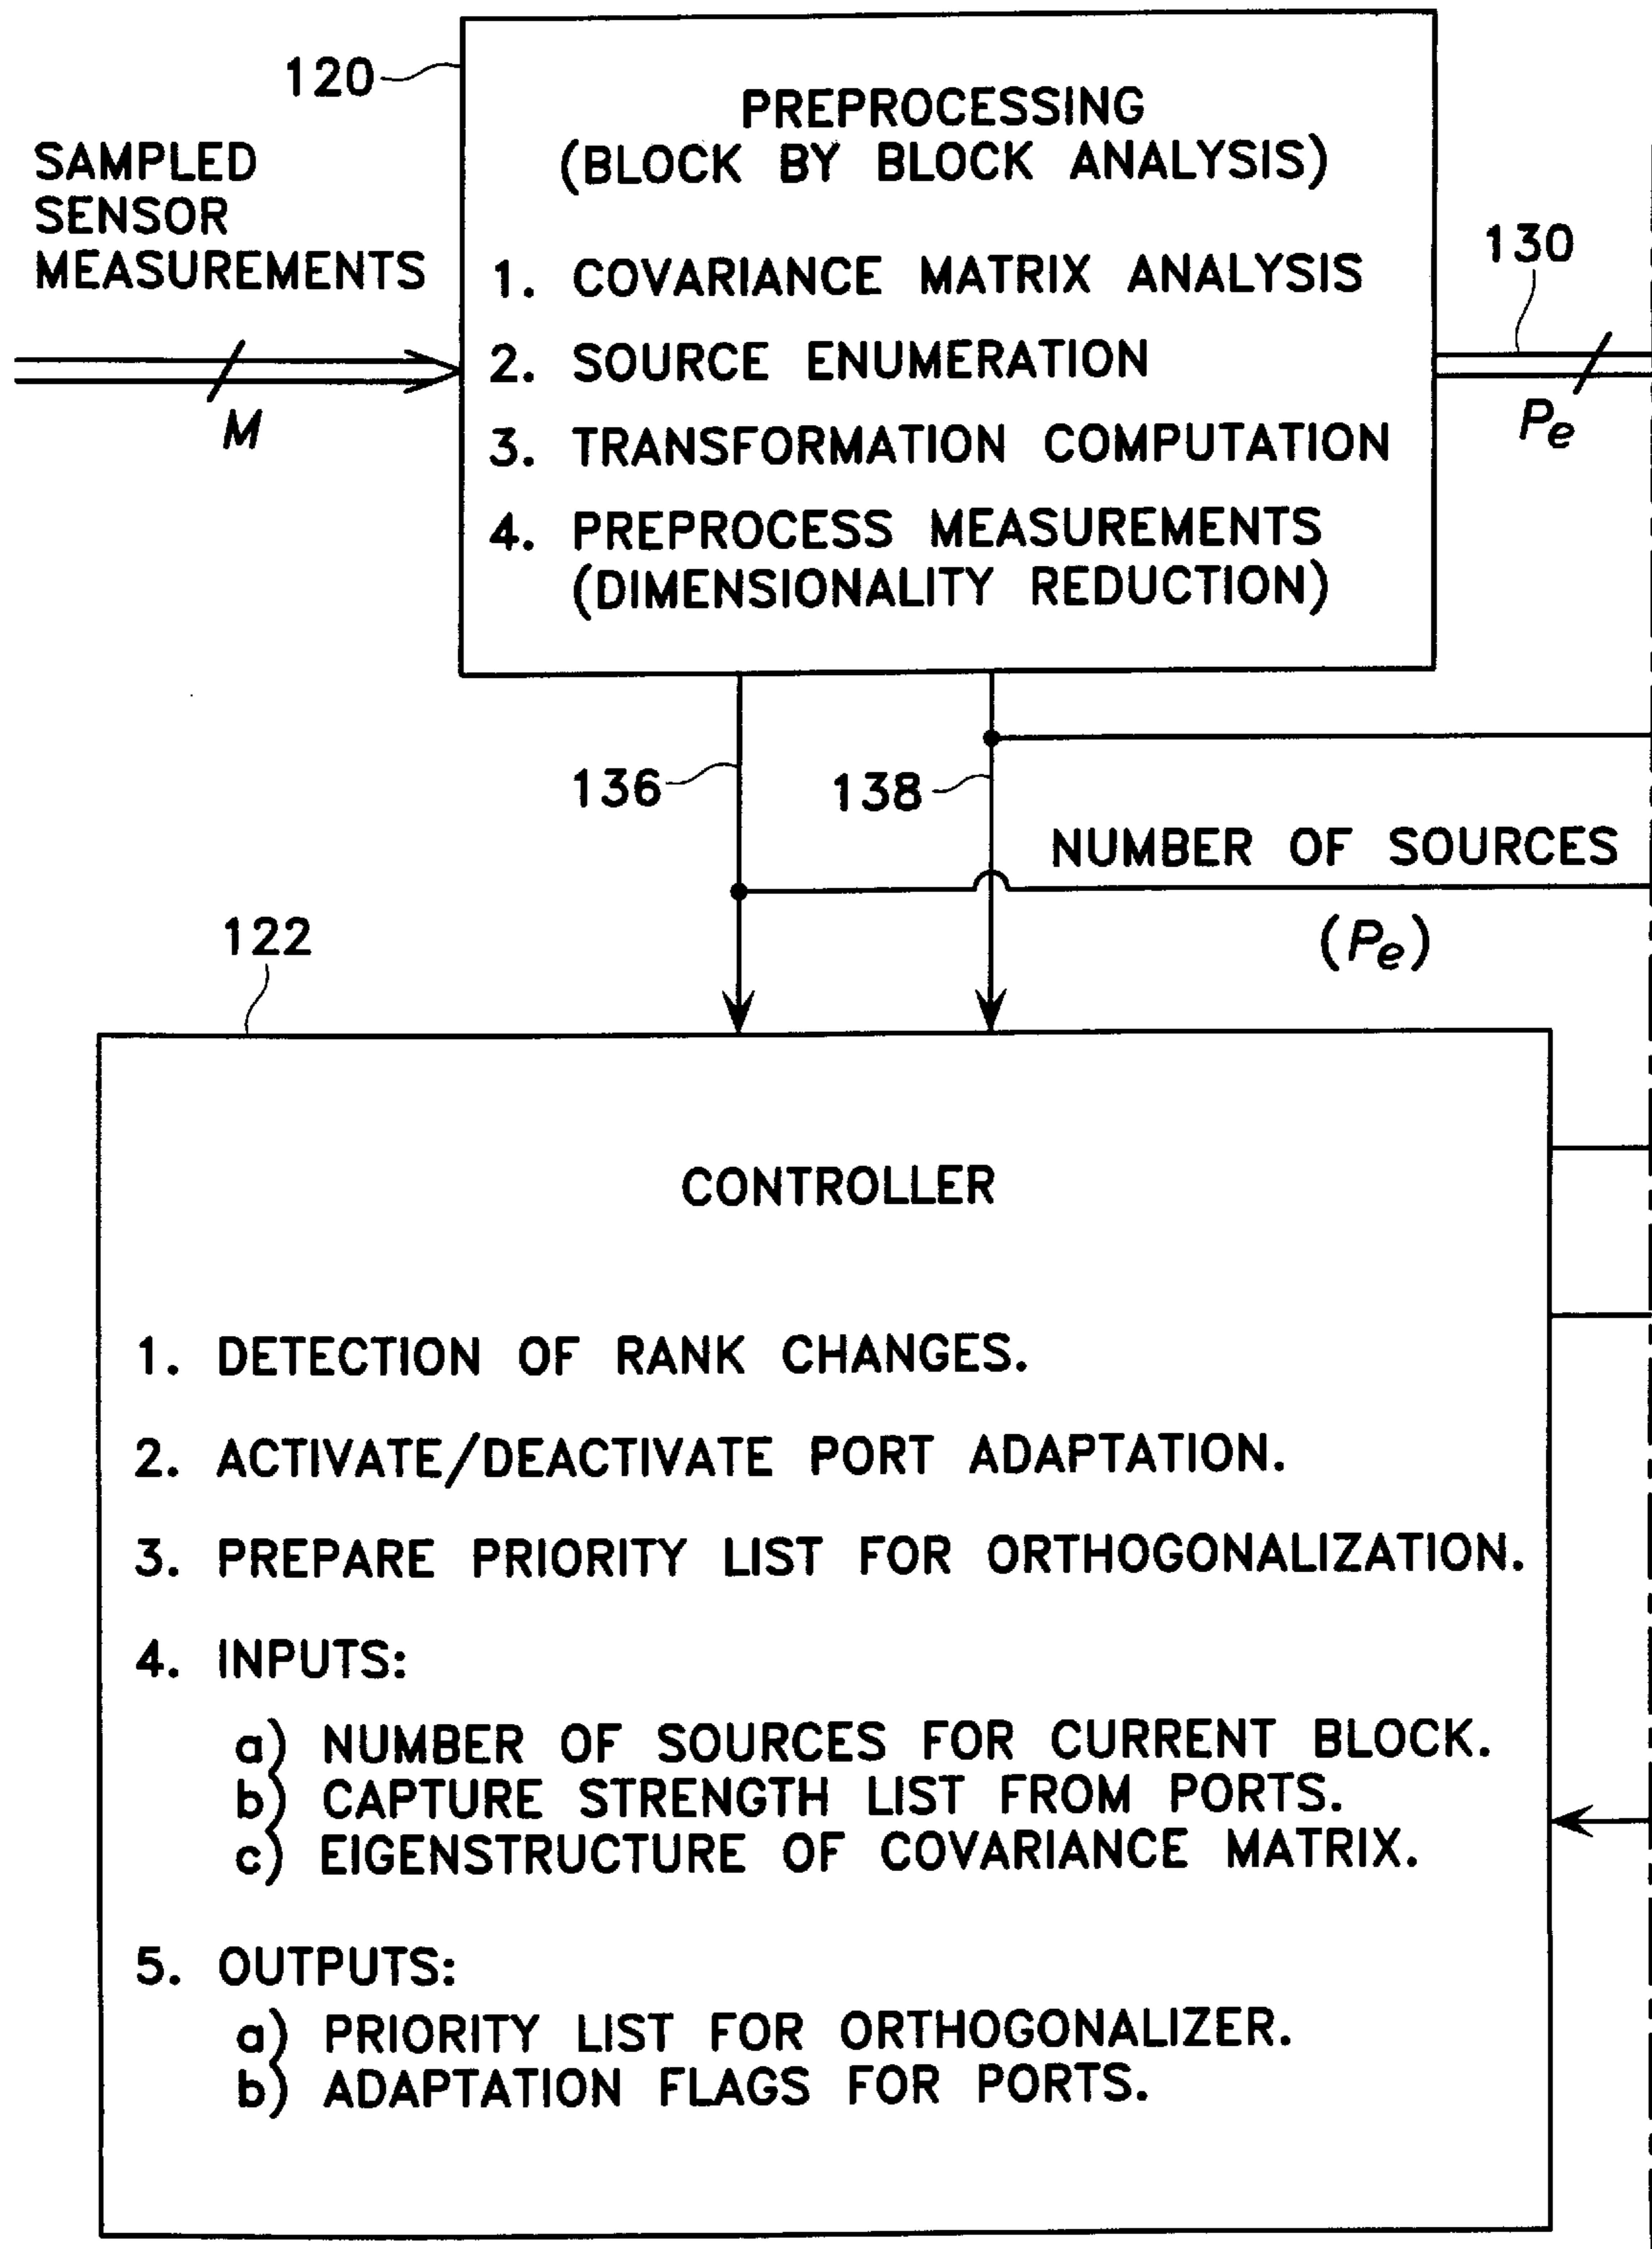 120
PREPROCESSING
(BLOCK BY BLOCK ANALYSIS)
SAMPLED
SENSOR
MEASUREMENTS
M
1. COVARIANCE MATRIX ANALYSIS
2. SOURCE ENUMERATION
3. TRANSFORMATION COMPUTATION
4. PREPROCESS MEASUREMENTS
(DIMENSIONALITY REDUCTION)
130
Pe
136
138
NUMBER OF SOURCES
(Pe)
122
CONTROLLER
1. DETECTION OF RANK CHANGES.
2. ACTIVATE/DEACTIVATE PORT ADAPTATION.
3. PREPARE PRIORITY LIST FOR ORTHOGONALIZATION.
4. INPUTS:
a) NUMBER OF SOURCES FOR CURRENT BLOCK.
b) CAPTURE STRENGTH LIST FROM PORTS.
c) EIGENSTRUCTURE OF COVARIANCE MATRIX.
5. OUTPUTS:
a) PRIORITY LIST FOR ORTHOGONALIZER.
b) ADAPTATION FLAGS FOR PORTS.